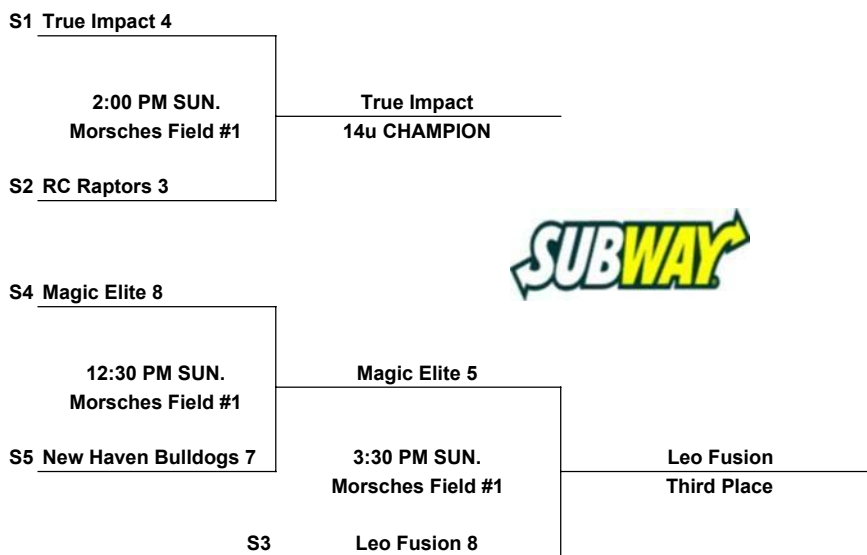 S1 True Impact 4
2:00 PM SUN.
Morsches Field #1
True Impact
14u CHAMPION
S2 RC Raptors 3
SUBWAY
S4 Magic Elite 8
12:30 PM SUN.
Morsches Field #1
Magic Elite 5
S5 New Haven Bulldogs 7
3:30 PM SUN.
Morsches Field #1
Leo Fusion
Third Place
S3 Leo Fusion 8